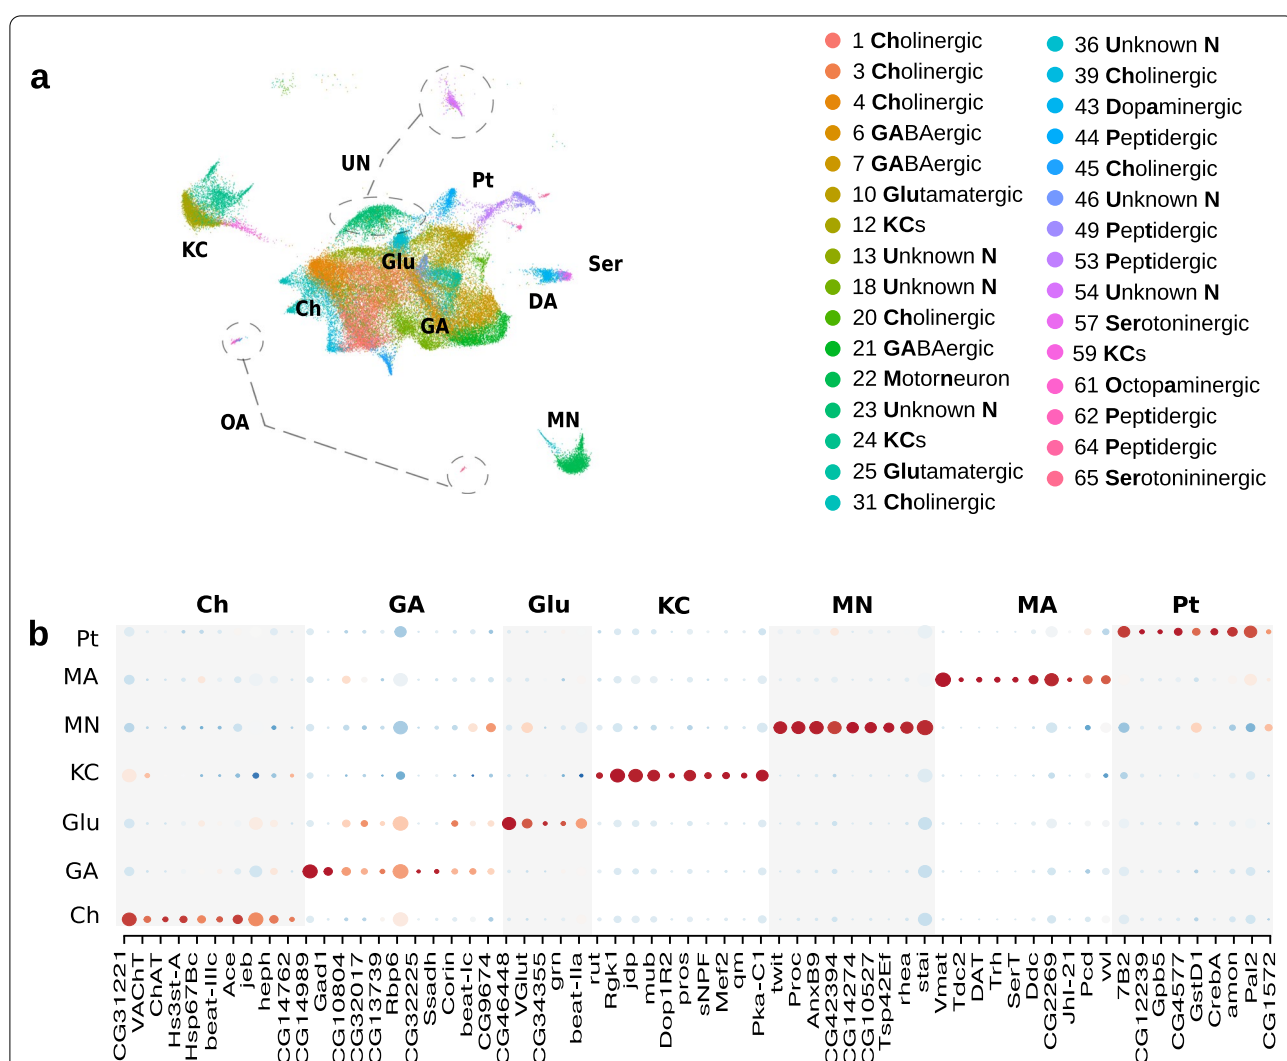 a
1 Cholinergic
3 Cholinergic
4 Cholinergic
6 GABAergic
7 GABAergic
10 Glutamatergic
12 KCs
13 Unknown N
18 Unknown N
20 Cholinergic
21 GABAergic
22 Motorneuron
23 Unknown N
24 KCs
25 Glutamatergic
31 Cholinergic
36 Unknown N
39 Cholinergic
43 Dopaminergic
44 Peptidergic
45 Cholinergic
46 Unknown N
49 Peptidergic
53 Peptidergic
54 Unknown N
57 Serotoninergic
59 KCs
61 Octopaminergic
62 Peptidergic
64 Peptidergic
65 Serotonininergic
UN
Pt
KC
Glu
Ser
DA
Ch
GA
OA
MN
b
Ch GA Glu KC MN MA Pt
Pt
MA
MN
KC
Glu
GA
Ch
CG31221
VAChT
ChAT
Hs3st-A
Hsp67Bc
beat-IIIc
Ace
jeb
heph
CG14762
CG14989
Gad1
CG10804
CG32017
CG13739
Rbp6
CG32225
Ssadh
Corin
beat-Ic
CG9674
CG46448
VGlut
CG34355
grn
beat-IIa
rut
Rgk1
jdp
mub
Dop1R2
pros
sNPF
Mef2
qm
Pka-C1
twit
Proc
AnxB9
CG42394
CG14274
CG10527
Tsp42Ef
rhea
stai
Vmat
Tdc2
DAT
Trh
SerT
Ddc
CG2269
JhI-21
Pcd
vvl
7B2
CG12239
Gpb5
CG4577
GstD1
CrebA
amon
Pal2
CG1572